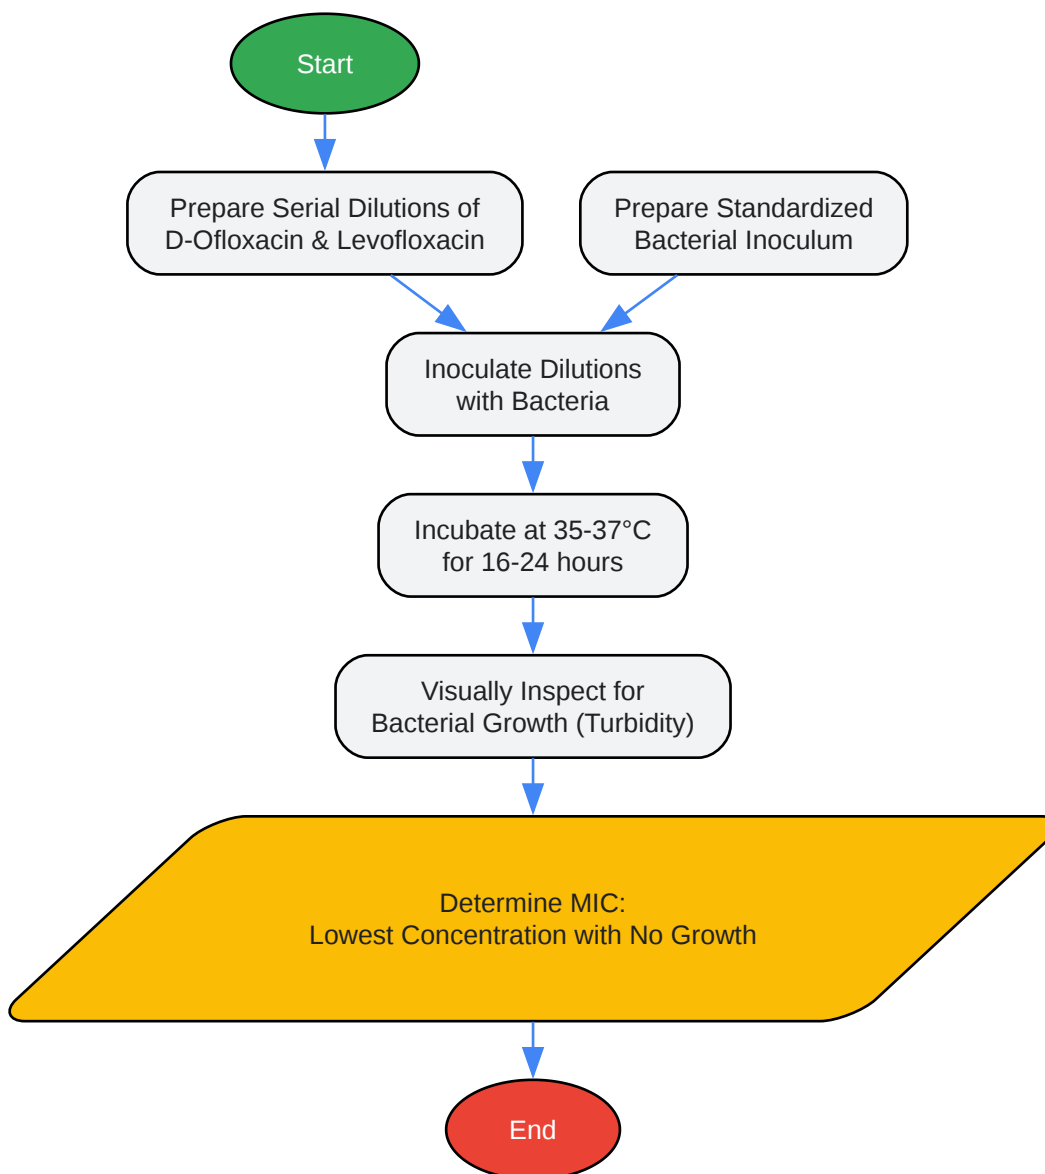 Start
Prepare Serial Dilutions of
D-Ofloxacin & Levofloxacin
Prepare Standardized
Bacterial Inoculum
Inoculate Dilutions
with Bacteria
Incubate at 35-37°C
for 16-24 hours
Visually Inspect for
Bacterial Growth (Turbidity)
Determine MIC:
Lowest Concentration with No Growth
End